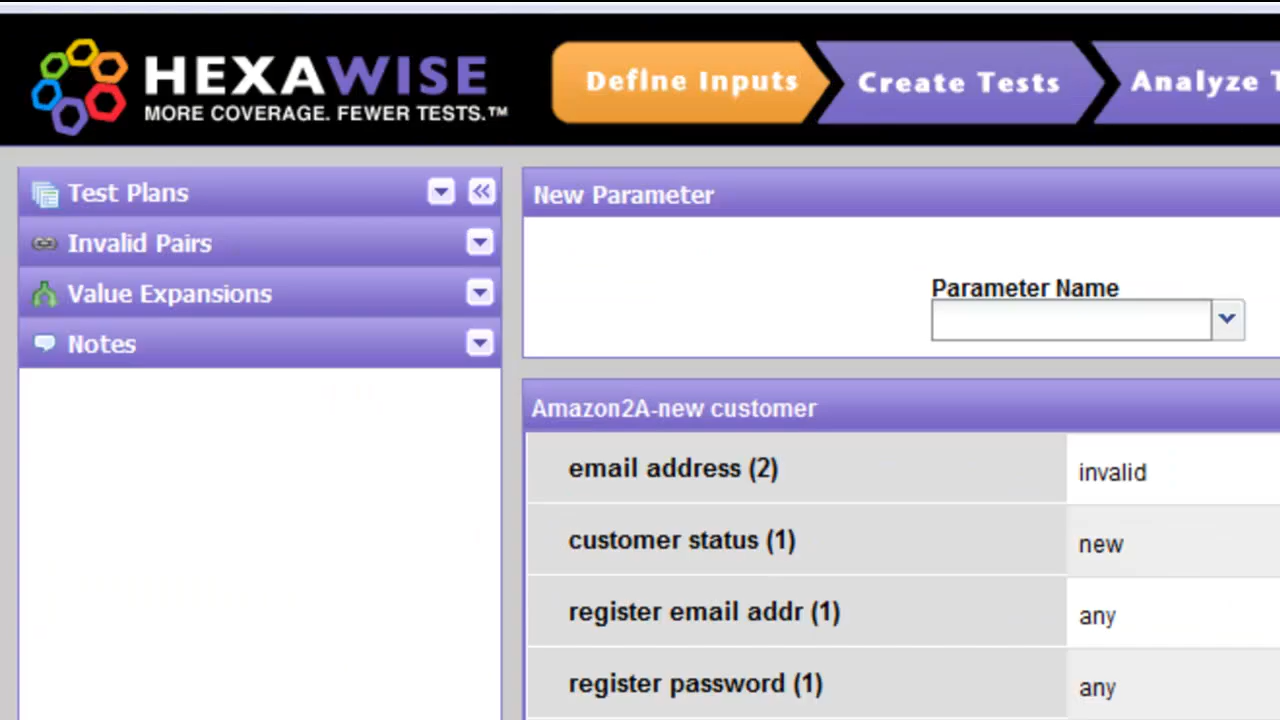 HEXAWISE
MORE COVERAGE. FEWER TESTS.™
Define Inputs
Create Tests
Analyze T
Test Plans
Invalid Pairs
Value Expansions
Notes
New Parameter
Parameter Name
Amazon2A-new customer
email address (2) invalid
customer status (1) new
register email addr (1) any
register password (1) any